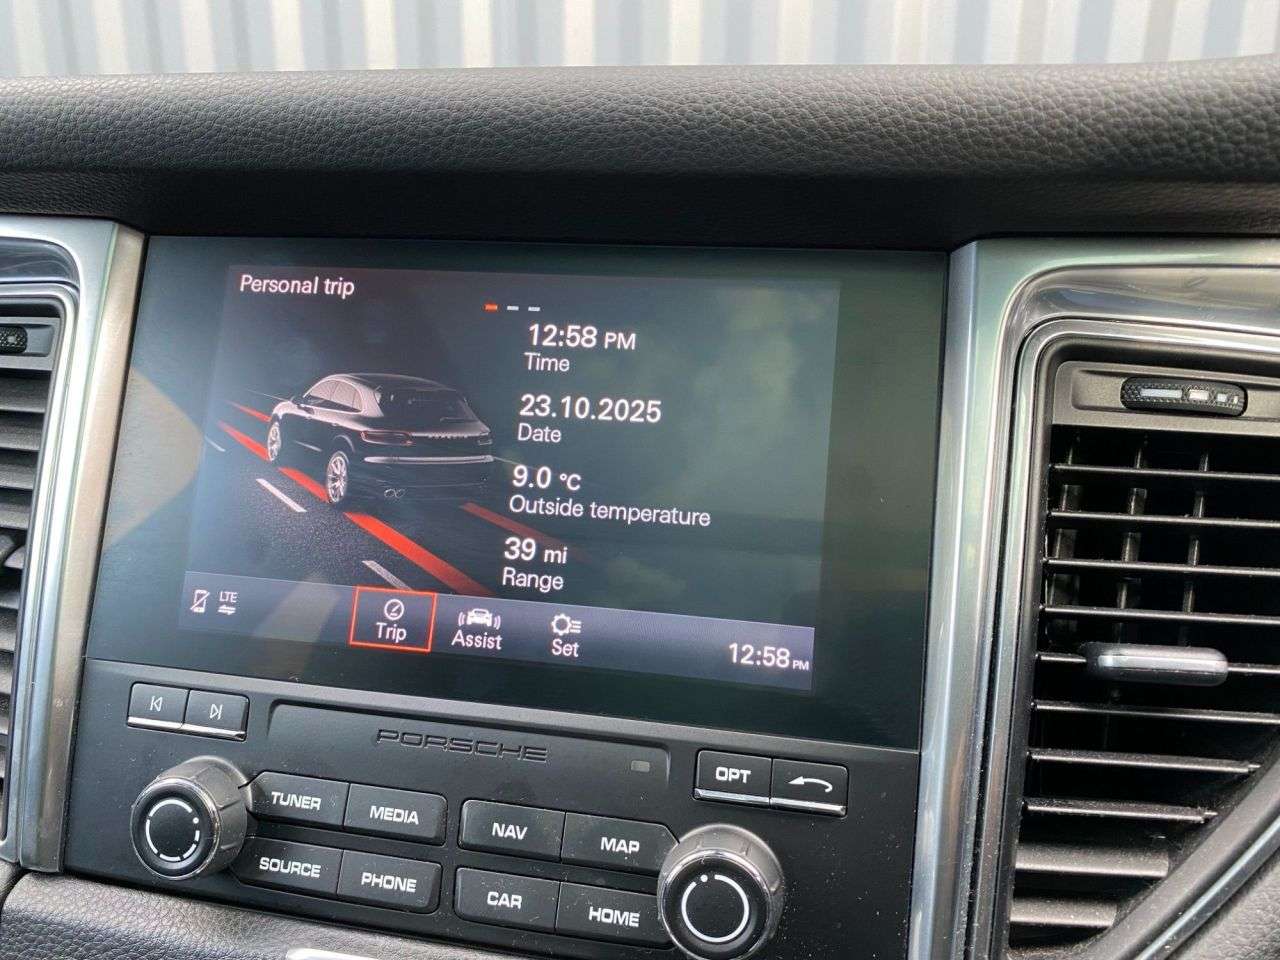 Personal trip
12:58 PM
Time
23.10.2025
Date
9.0 °C
Outside temperature
39 mi
Range
LTE
Trip
Assist
Set
12:58 PM
PORSCHE
OPT
TUNER
MEDIA
NAV
MAP
SOURCE
PHONE
CAR
HOME